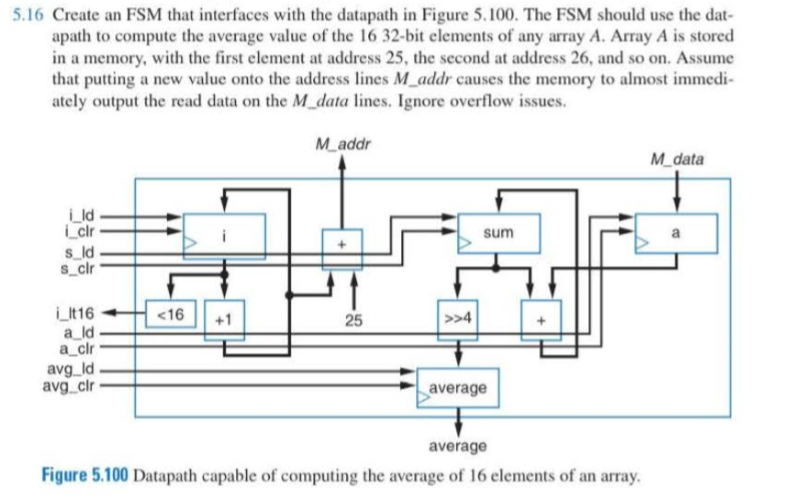 5.16 Create an FSM that interfaces with the datapath in Figure 5.100. The FSM should use the dat-
apath to compute the average value of the 16 32-bit elements of any array A. Array A is stored
in a memory, with the first element at address 25, the second at address 26, and so on. Assume
that putting a new value onto the address lines M_addr causes the memory to almost immedi-
ately output the read data on the M_data lines. Ignore overflow issues.
M_addr
M_data
i_ld
i_clr
s_ld
s_clr
i
+
sum
a
i_lt16
a_ld
a_clr
avg_ld
avg_clr
<16
+1
25
>>4
+
average
average
Figure 5.100 Datapath capable of computing the average of 16 elements of an array.